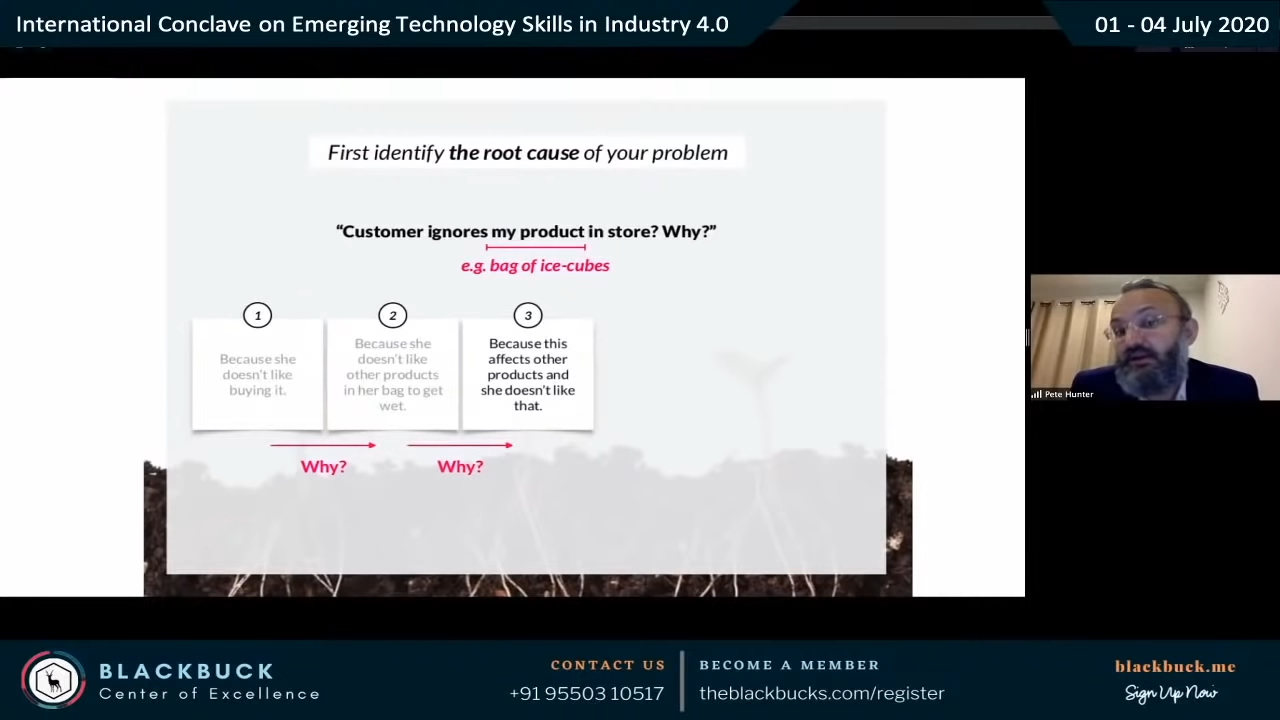 International Conclave on Emerging Technology Skills in Industry 4.0
01 - 04 July 2020
First identify the root cause of your problem
“Customer ignores my product in store? Why?”
e.g. bag of ice-cubes
1
Because she
doesn't like
buying it.
2
Because she
doesn't like
other products
in her bag to get
wet.
3
Because this
affects other
products and
she doesn't like
that.
Why?
Why?
Pete Hunter
BLACKBUCK
Center of Excellence
CONTACT US
+91 95503 10517
BECOME A MEMBER
theblackbucks.com/register
blackbuck.me
Sign Up Now